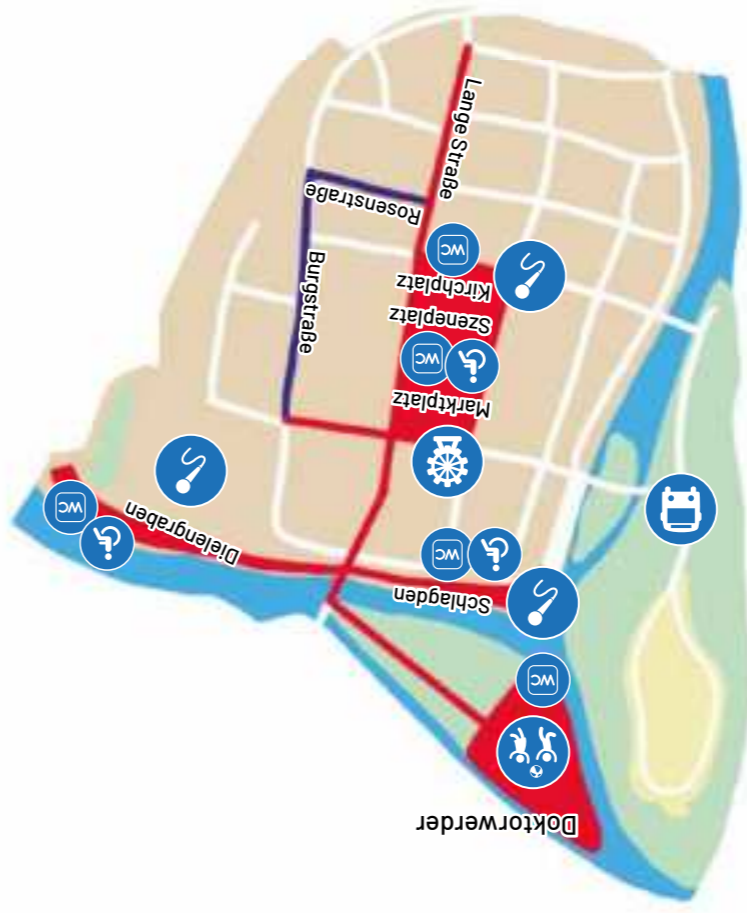 Doktorwerder
WC
Schlagden
WC
Dielengraben
WC
Marktplatz
WC
Szeneplatz
Kirchplatz
WC
Burgstraße
Rosenstraße
Lange Straße